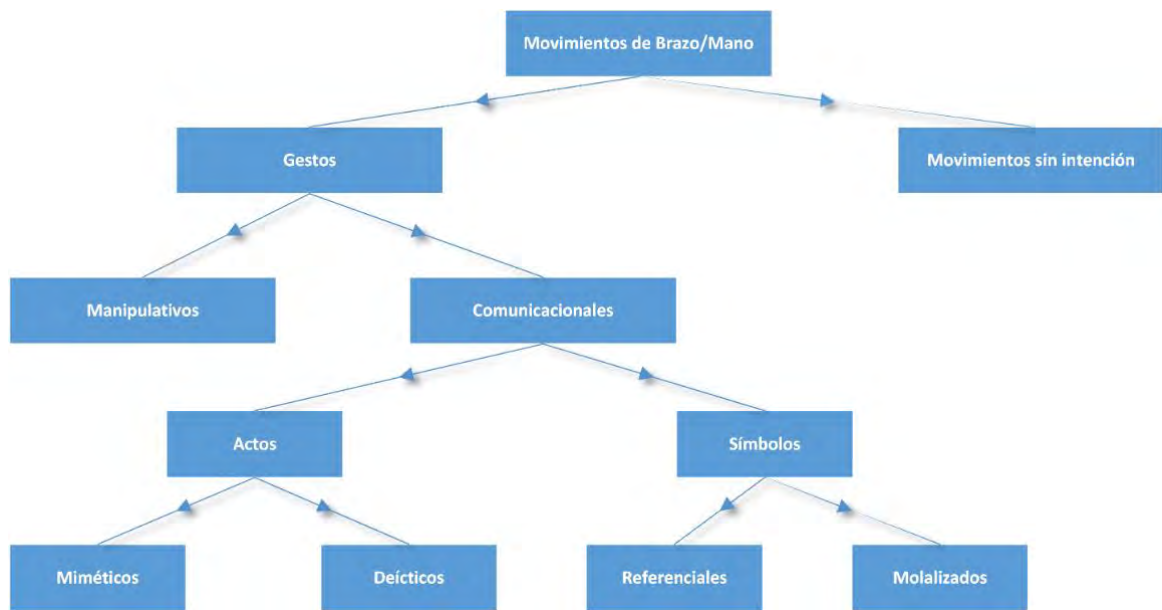 Movimientos de Brazo/Mano
Gestos
Movimientos sin intención
Manipulativos
Comunicacionales
Actos
Símbolos
Miméticos
Deícticos
Referenciales
Molalizados